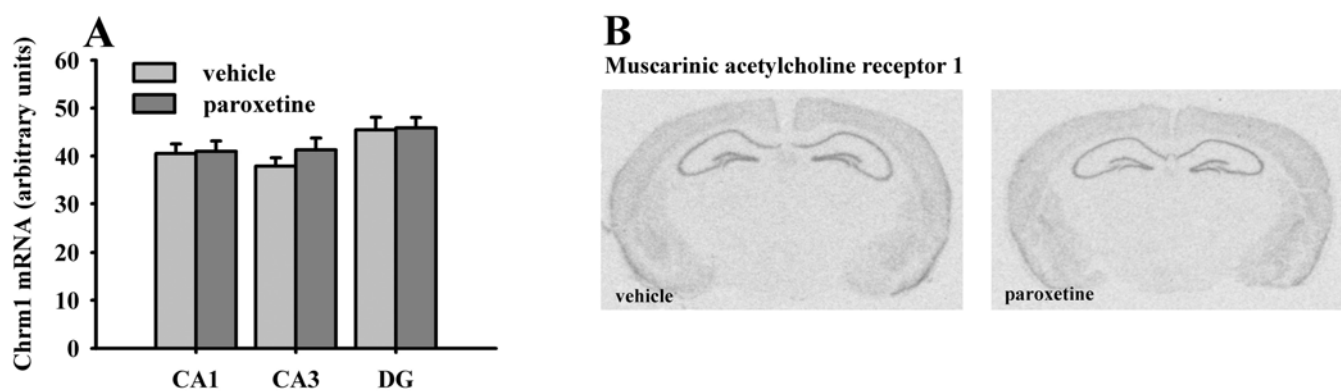 A
Chrm1 mRNA (arbitrary units)
60
50
40
30
20
10
0
vehicle
paroxetine
CA1 CA3 DG
B
Muscarinic acetylcholine receptor 1
vehicle
paroxetine